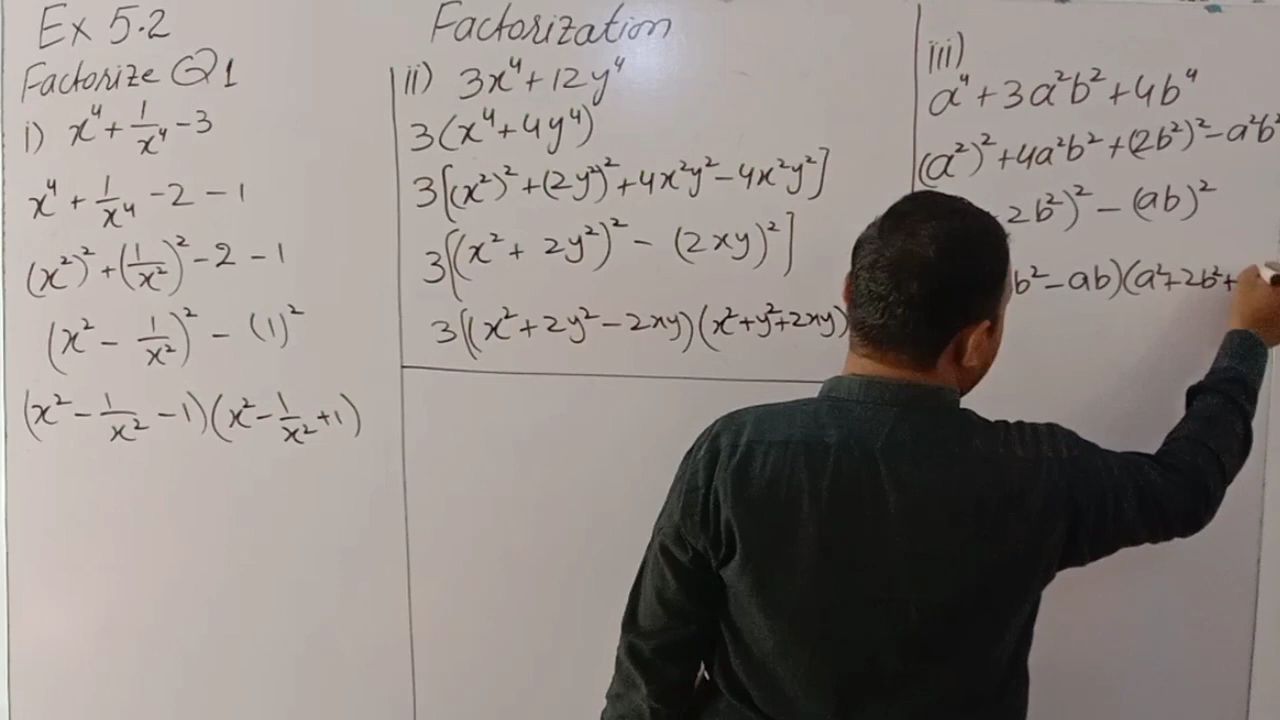 Ex 5.2
Factorize Q1
i) x⁴ + 1/x⁴ - 3
x⁴ + 1/x⁴ - 2 - 1
(x²)² + (1/x²)² - 2 - 1
(x² - 1/x²)² - (1)²
(x² - 1/x² - 1)(x² - 1/x² + 1)
Factorization
ii) 3x⁴ + 12y⁴
3(x⁴ + 4y⁴)
3[(x²)² + (2y²)² + 4x²y² - 4x²y²]
3[(x² + 2y²)² - (2xy)²]
3((x² + 2y² - 2xy)(x² + y² + 2xy)
iii)
a⁴ + 3a²b² + 4b⁴
(a²)² + 4a²b² + (2b²)² - a²b²
2b²)² - (ab)²
b² - ab)(a² + 2b² +